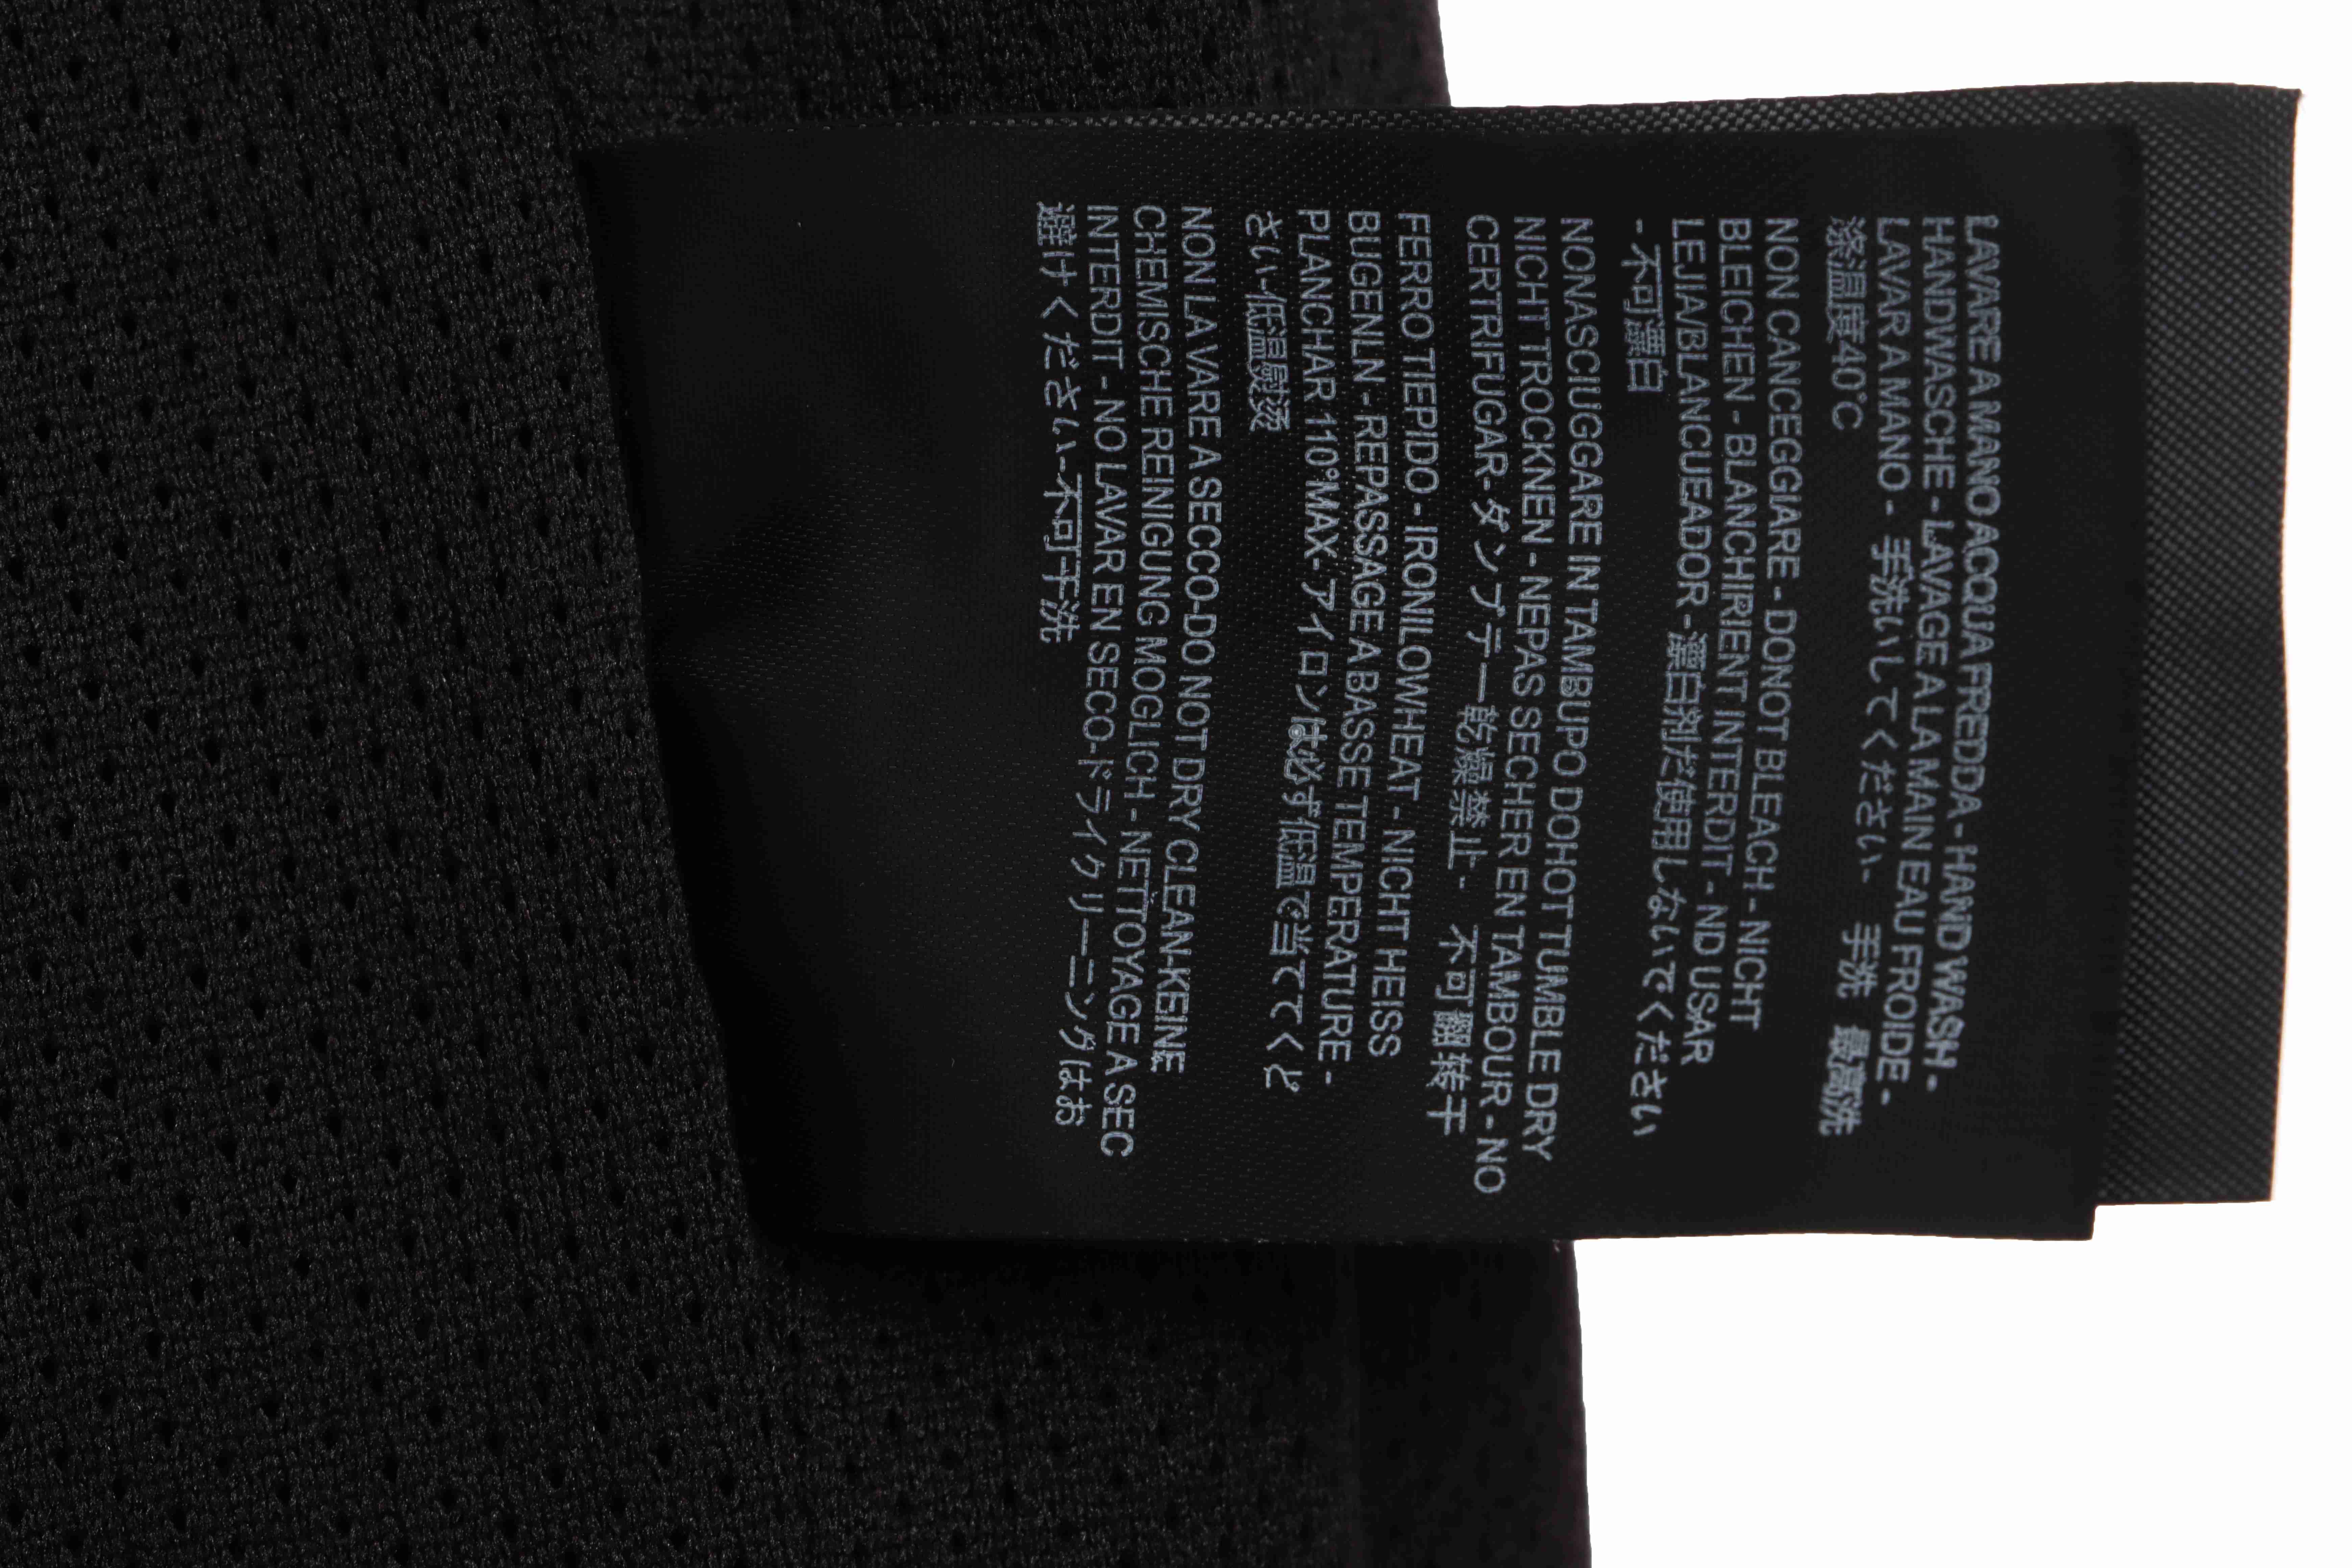 LAVARE A MANO ACQUA FREDDA - HAND WASH -
HANDWASCHE - LAVAGE A LA MAIN EAU FROIDE -
LAVAR A MANO - 手洗いしてください - 手洗 最高洗
涤温度40°C
NON CANCEGGIARE - DONOT BLEACH - NICHT
BLEICHEN - BLANCHIRIENT INTERDIT - ND USAR
LEJIA/BLANCUEADOR - 漂白剂だ使用しないでください
- 不可漂白
NONASCIUGGARE IN TAMBUPO DOHOT TUMBLE DRY
NICHT TROCKNEN - NEPAS SECHER EN TAMBOUR - NO
CERTRIFUGAR-ダンプテー乾燥禁止- 不可翻转干
FERRO TIEPIDO - IRONILOWHEAT - NICHT HEISS
BUGENLN - REPASSAGE A BASSE TEMPERATURE -
PLANCHAR 110°MAX-アイロンは必ず低温で当ててくと
さい-低温熨烫
NON LA VARE A SECCO-DO NOT DRY CLEAN-KEINE
CHEMISCHE REINIGUNG MOGLICH - NETTOYAGE A SEC
INTERDIT - NO LAVAR EN SECO-ドライクリーニングはお
避けください-不可干洗